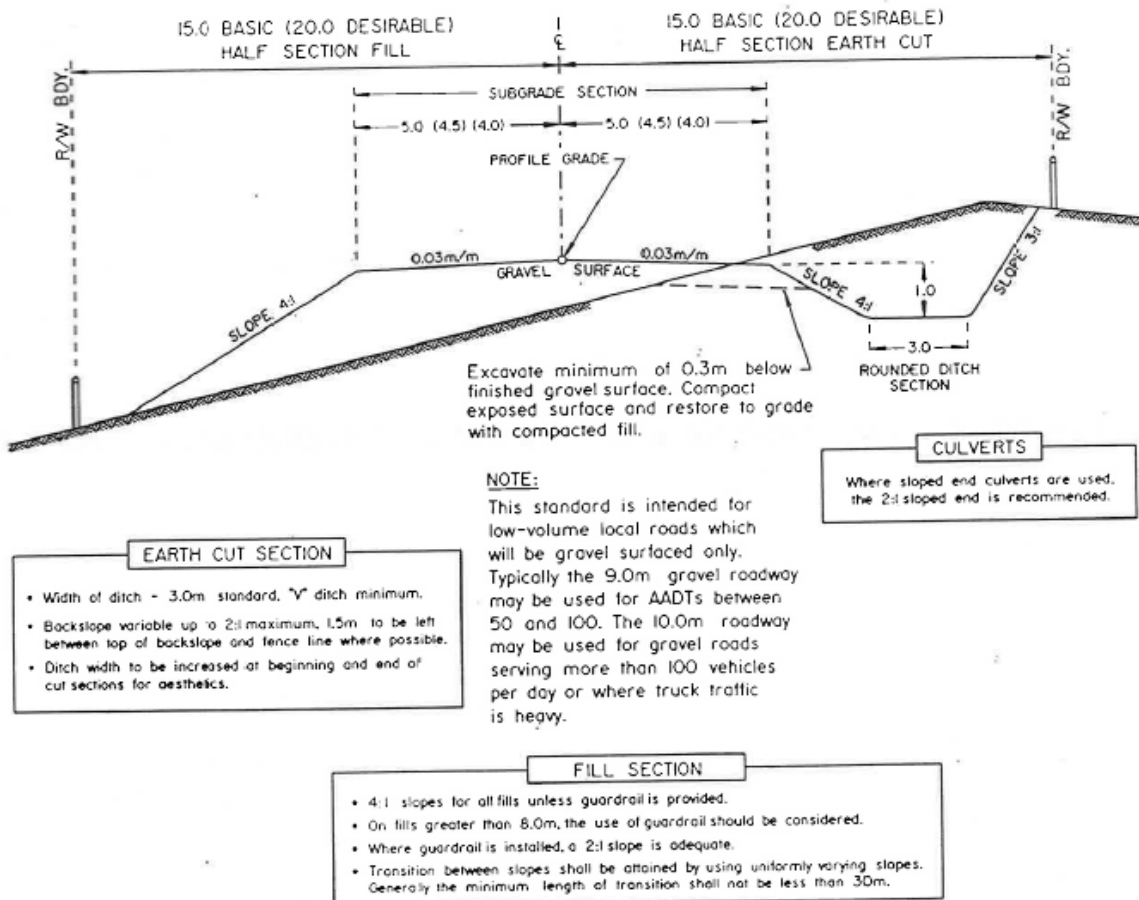 15.0 BASIC (20.0 DESIRABLE)
HALF SECTION FILL
℄
15.0 BASIC (20.0 DESIRABLE)
HALF SECTION EARTH CUT
R/W BDY.
R/W BDY.
SUBGRADE SECTION
5.0 (4.5) (4.0)
5.0 (4.5) (4.0)
PROFILE GRADE
0.03m/m
0.03m/m
GRAVEL SURFACE
SLOPE 4:1
SLOPE 4:1
1.0
SLOPE 3:1
3.0
ROUNDED DITCH
SECTION
Excavate minimum of 0.3m below
finished gravel surface. Compact
exposed surface and restore to grade
with compacted fill.
CULVERTS
Where sloped end culverts are used,
the 2:1 sloped end is recommended.
NOTE:
This standard is intended for
low-volume local roads which
will be gravel surfaced only.
Typically the 9.0m gravel roadway
may be used for AADTs between
50 and 100. The 10.0m roadway
may be used for gravel roads
serving more than 100 vehicles
per day or where truck traffic
is heavy.
EARTH CUT SECTION
• Width of ditch - 3.0m standard, "V" ditch minimum.
• Backslope variable up to 2:1 maximum, 1.5m to be left
between top of backslope and fence line where possible.
• Ditch width to be increased at beginning and end of
cut sections for aesthetics.
FILL SECTION
• 4:1 slopes for all fills unless guardrail is provided.
• On fills greater than 8.0m, the use of guardrail should be considered.
• Where guardrail is installed, a 2:1 slope is adequate.
• Transition between slopes shall be attained by using uniformly varying slopes.
Generally the minimum length of transition shall not be less than 30m.